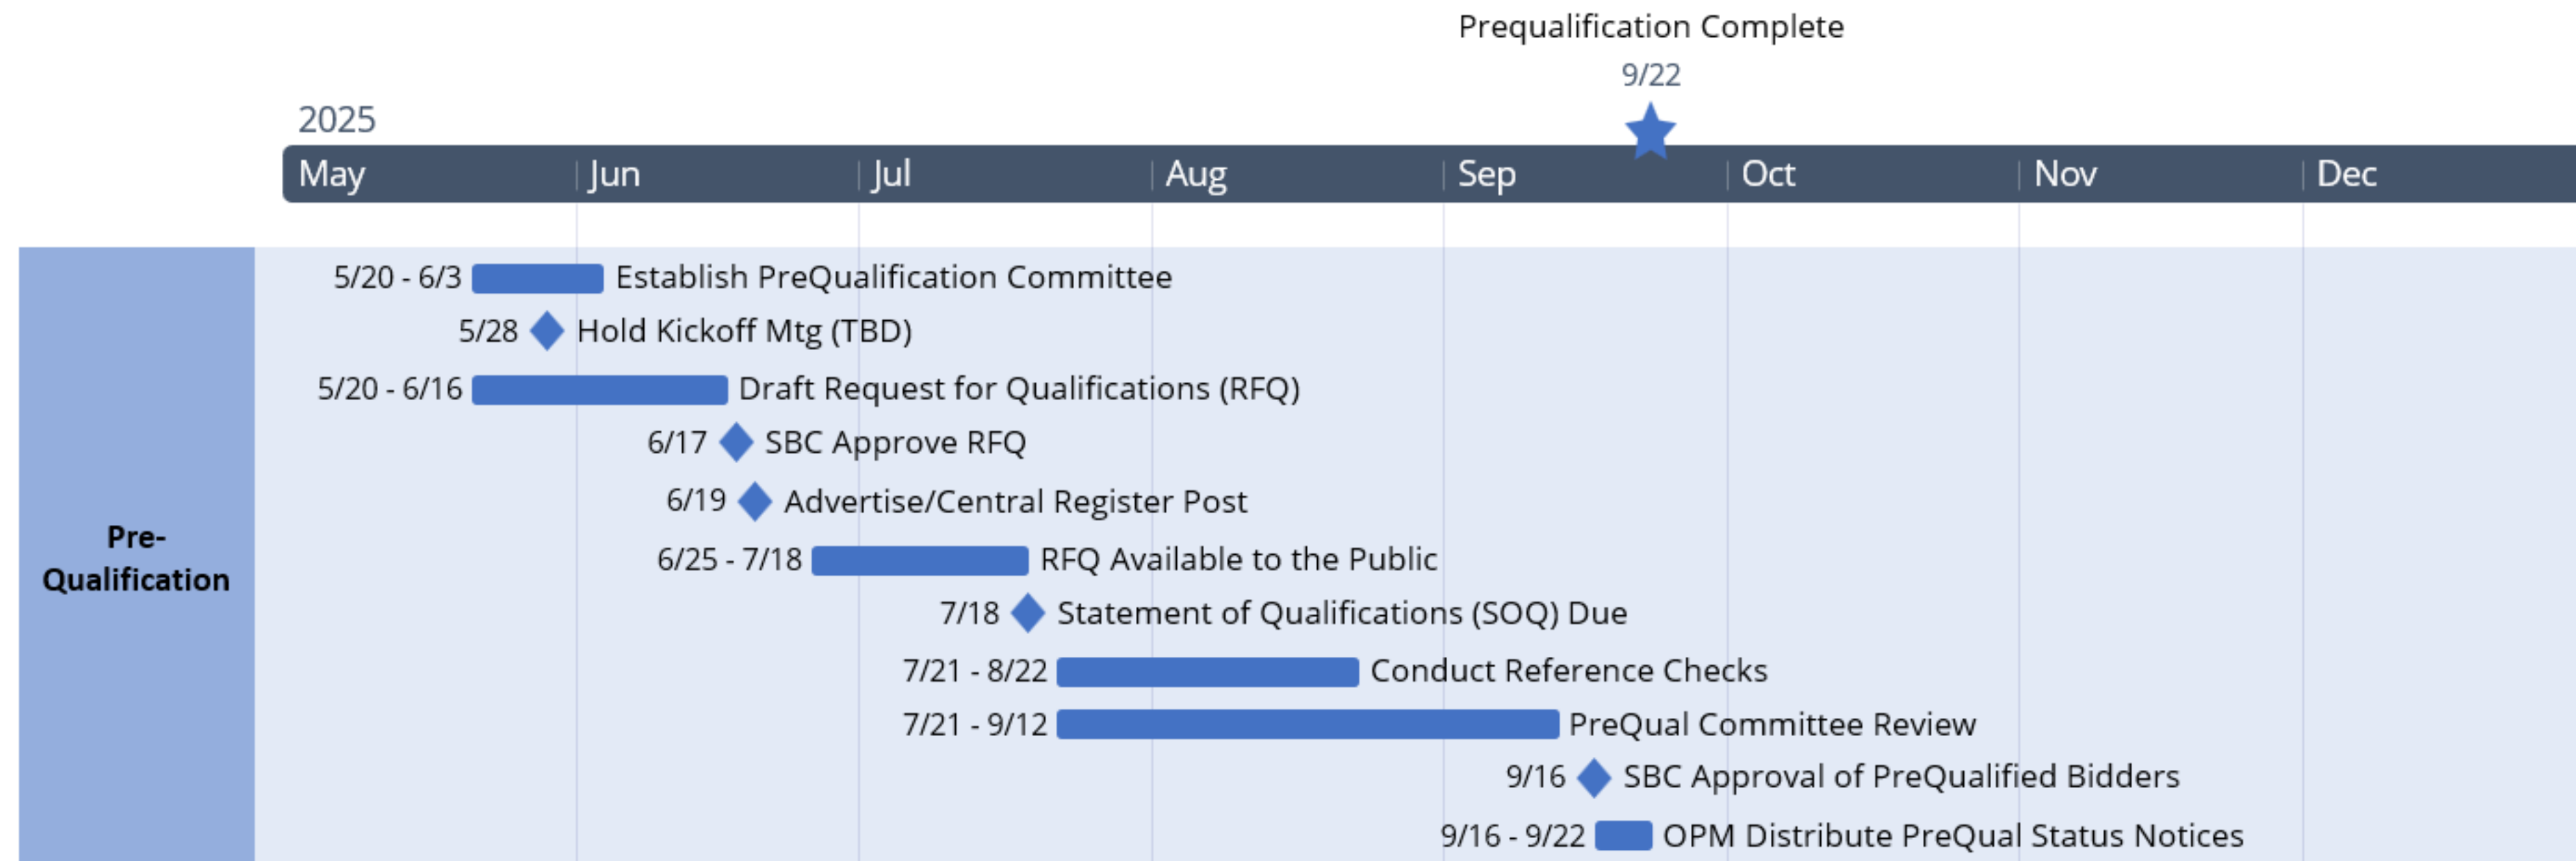 Prequalification Complete
9/22
2025
May Jun Jul Aug Sep Oct Nov Dec
Pre-
Qualification
5/20 - 6/3 Establish PreQualification Committee
5/28 Hold Kickoff Mtg (TBD)
5/20 - 6/16 Draft Request for Qualifications (RFQ)
6/17 SBC Approve RFQ
6/19 Advertise/Central Register Post
6/25 - 7/18 RFQ Available to the Public
7/18 Statement of Qualifications (SOQ) Due
7/21 - 8/22 Conduct Reference Checks
7/21 - 9/12 PreQual Committee Review
9/16 SBC Approval of PreQualified Bidders
9/16 - 9/22 OPM Distribute PreQual Status Notices